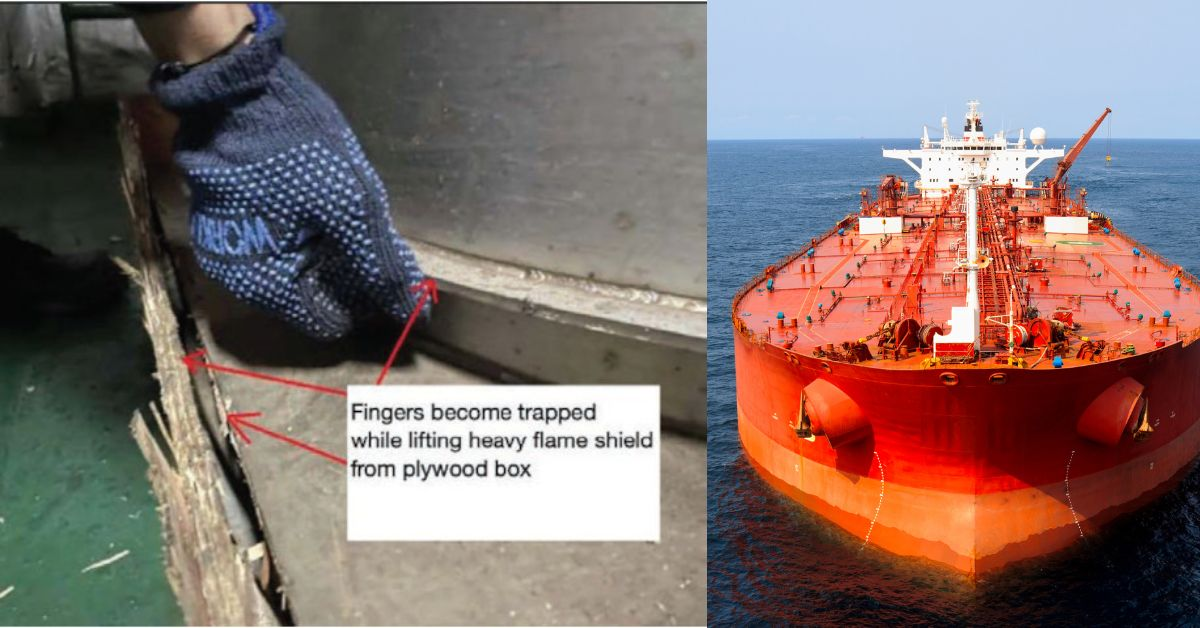 Fingers become trapped
while lifting heavy flame shield
from plywood box